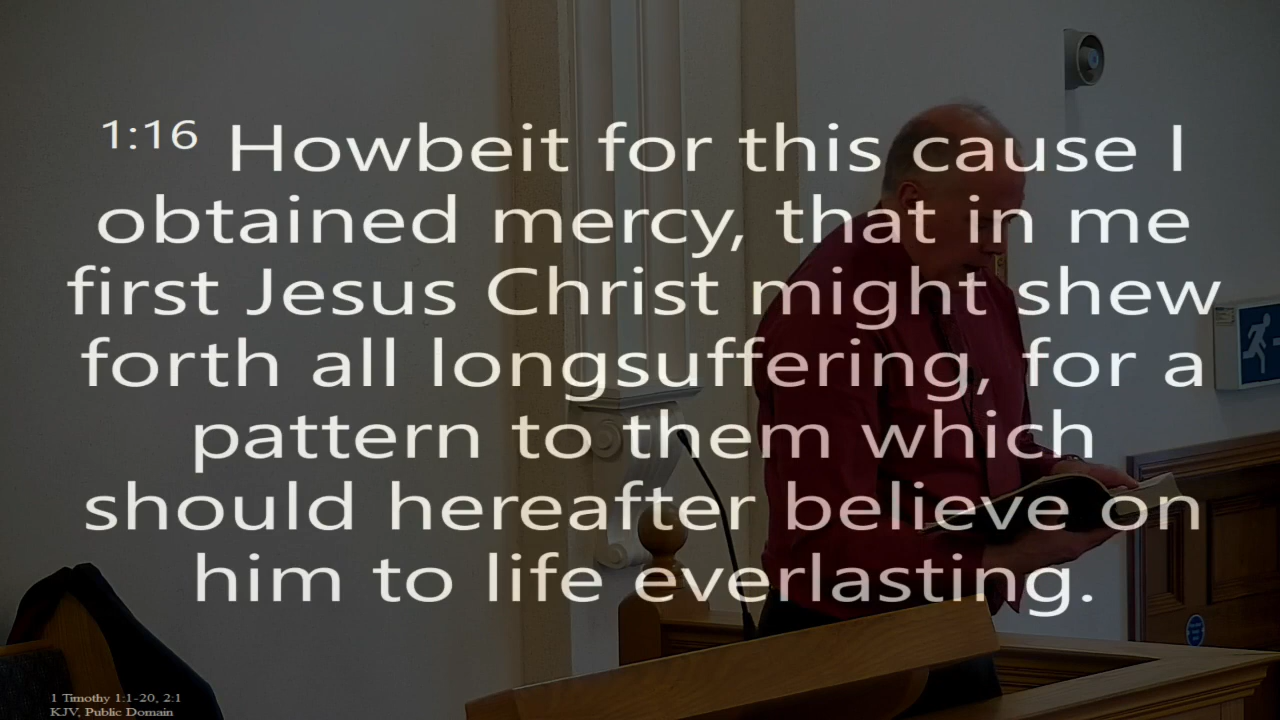 1:16 Howbeit for this cause I
obtained mercy, that in me
first Jesus Christ might shew
forth all longsuffering, for a
pattern to them which
should hereafter believe on
him to life everlasting.
1 Timothy 1:1-20, 2:1
KJV, Public Domain